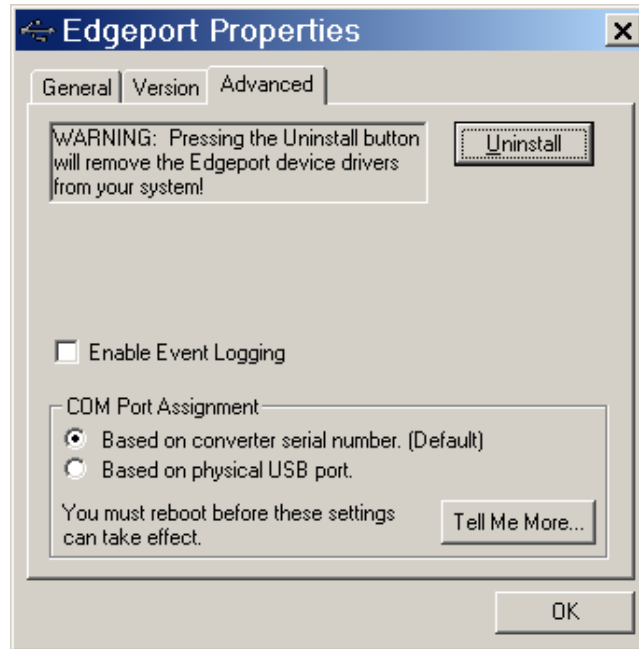 Edgeport Properties
General Version Advanced
WARNING: Pressing the Uninstall button
will remove the Edgeport device drivers
from your system!
Uninstall
Enable Event Logging
COM Port Assignment
Based on converter serial number. (Default)
Based on physical USB port.
You must reboot before these settings
can take effect.
Tell Me More...
OK